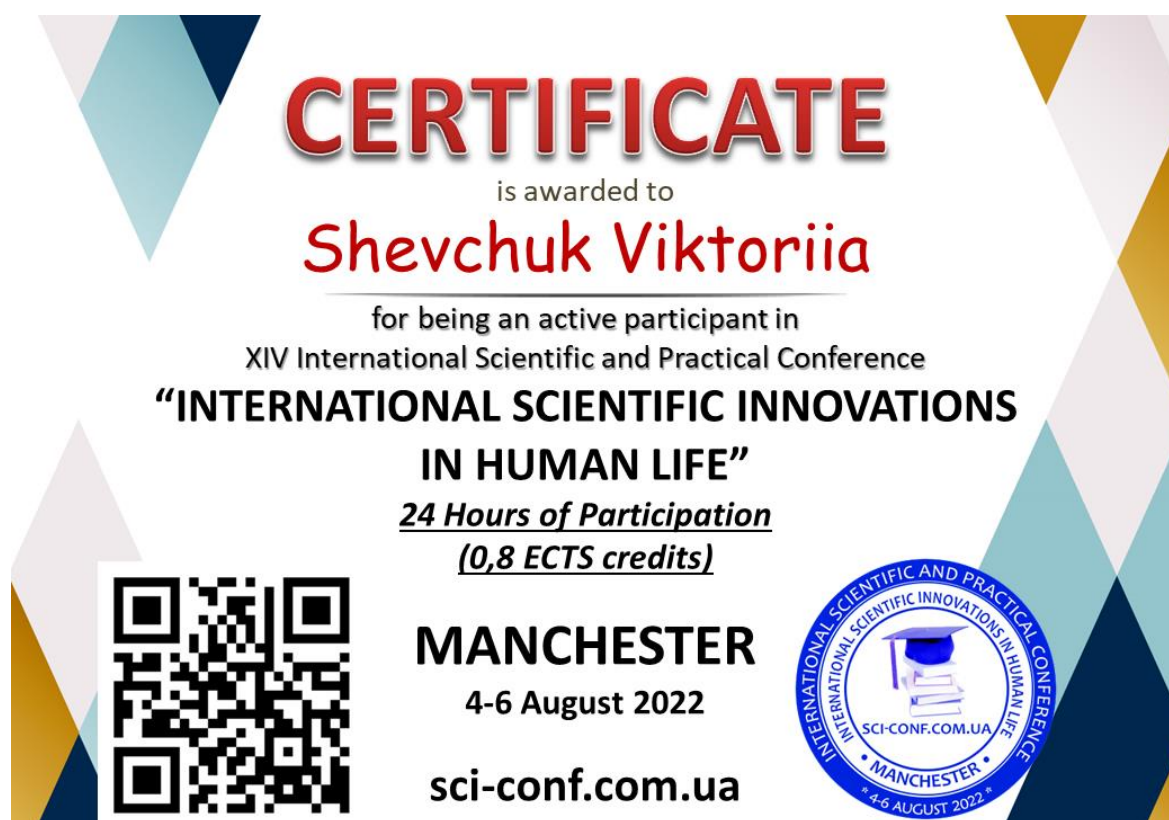 CERTIFICATE
is awarded to
Shevchuk Viktoriia
for being an active participant in
XIV International Scientific and Practical Conference
“INTERNATIONAL SCIENTIFIC INNOVATIONS
IN HUMAN LIFE”
24 Hours of Participation
(0,8 ECTS credits)
MANCHESTER
4-6 August 2022
sci-conf.com.ua
INTERNATIONAL SCIENTIFIC AND PRACTICAL CONFERENCE
INTERNATIONAL SCIENTIFIC INNOVATIONS IN HUMAN LIFE
SCI-CONF.COM.UA
• MANCHESTER •
* 4-6 AUGUST 2022 *